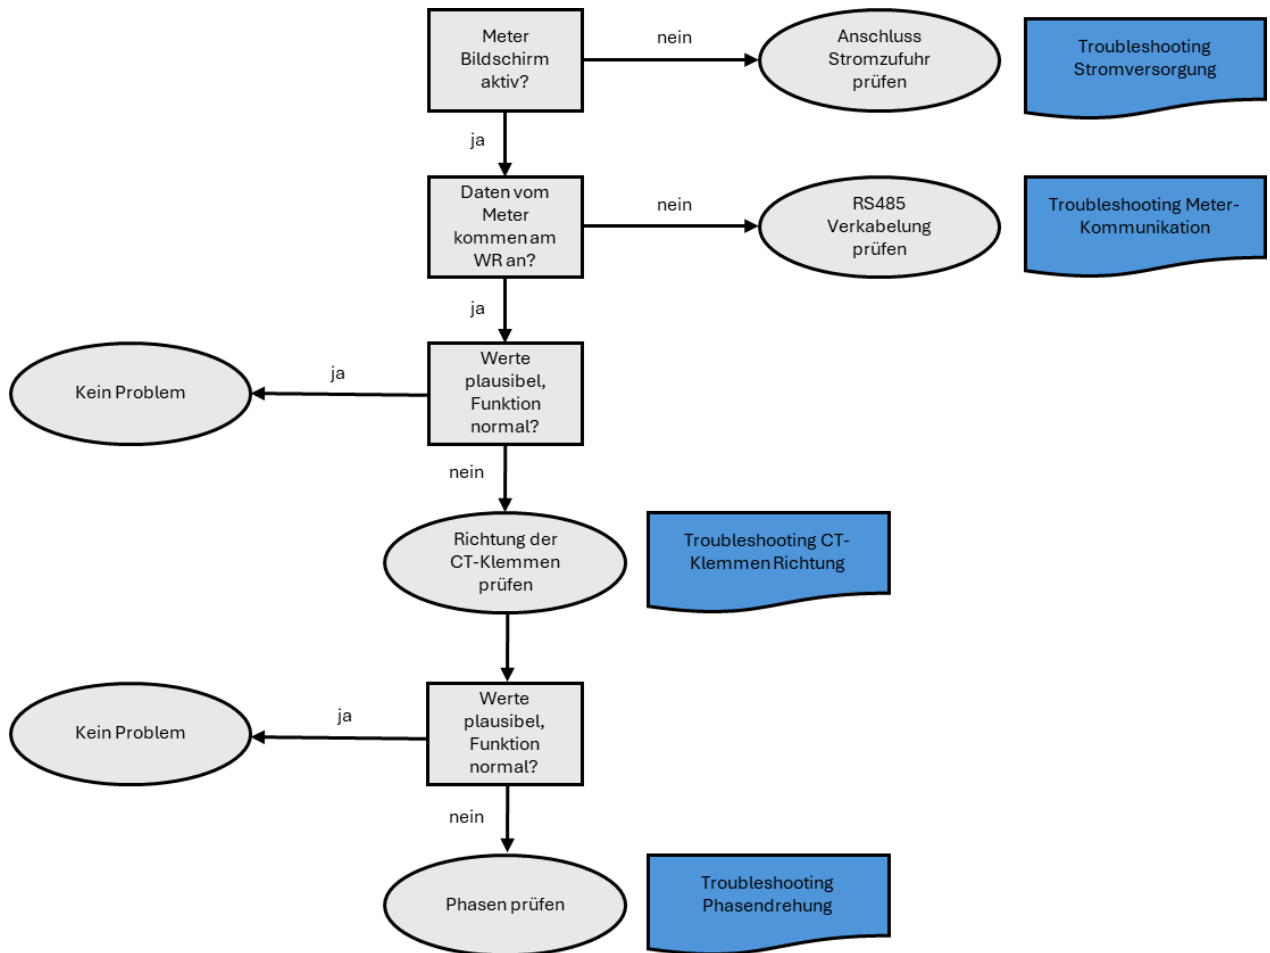 Meter
Bildschirm
aktiv?
nein
Anschluss
Stromzufuhr
prüfen
Troubleshooting
Stromversorgung
ja
Daten vom
Meter
kommen am
WR an?
nein
RS485
Verkabelung
prüfen
Troubleshooting Meter-
Kommunikation
ja
Werte
plausibel,
Funktion
normal?
ja
Kein Problem
nein
Richtung der
CT-Klemmen
prüfen
Troubleshooting CT-
Klemmen Richtung
Werte
plausibel,
Funktion
normal?
ja
Kein Problem
nein
Phasen prüfen
Troubleshooting
Phasendrehung